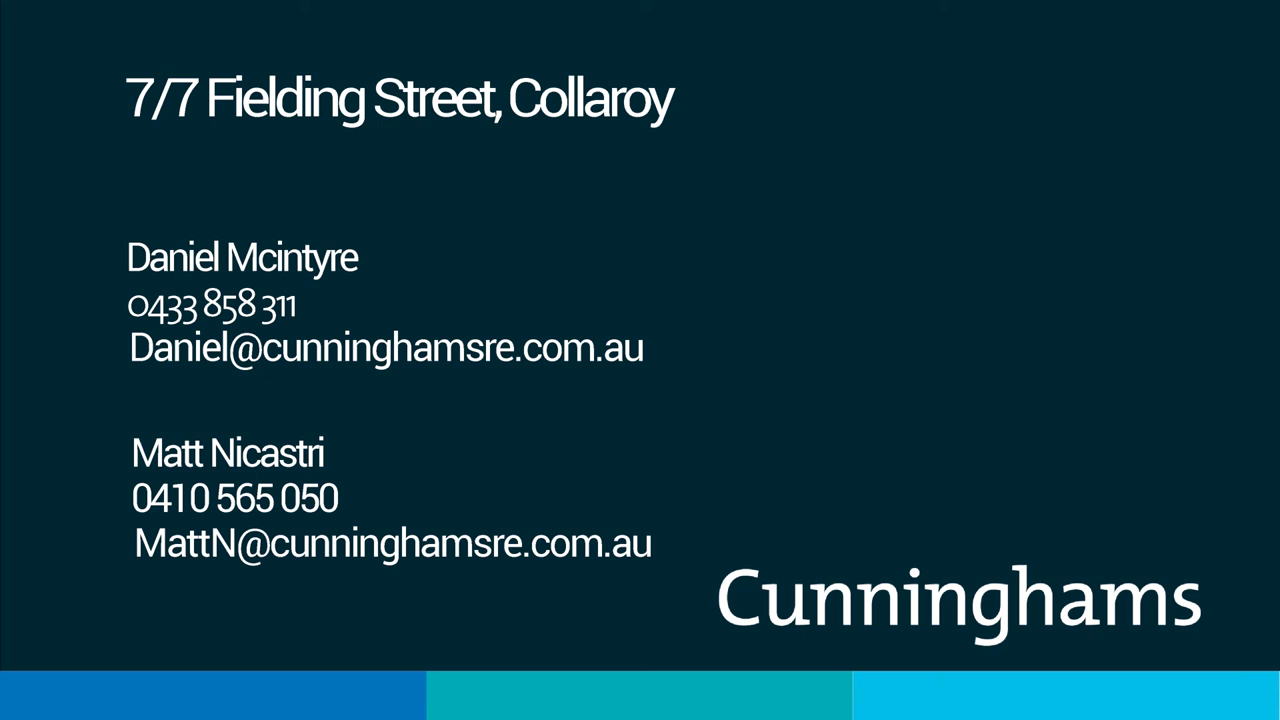 7/7 Fielding Street, Collaroy
Daniel Mcintyre
0433 858 311
Daniel@cunninghamsre.com.au
Matt Nicastri
0410 565 050
MattN@cunninghamsre.com.au
Cunninghams